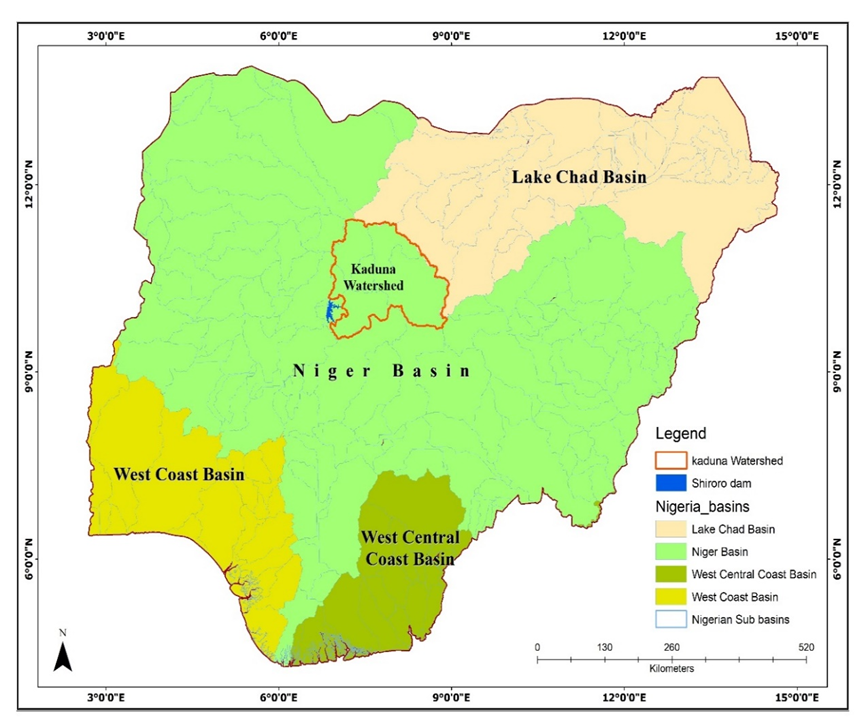 3°0'0"E 6°0'0"E 9°0'0"E 12°0'0"E 15°0'0"E
12°0'0"N
12°0'0"N
Lake Chad Basin
Kaduna
Watershed
9°0'0"N
9°0'0"N
Niger Basin
Legend
kaduna Watershed
Shiroro dam
Nigeria_basins
Lake Chad Basin
Niger Basin
West Central Coast Basin
West Coast Basin
Nigerian Sub basins
West Coast Basin
West Central
Coast Basin
6°0'0"N
6°0'0"N
N
0 130 260 520
Kilometers
3°0'0"E 6°0'0"E 9°0'0"E 12°0'0"E 15°0'0"E